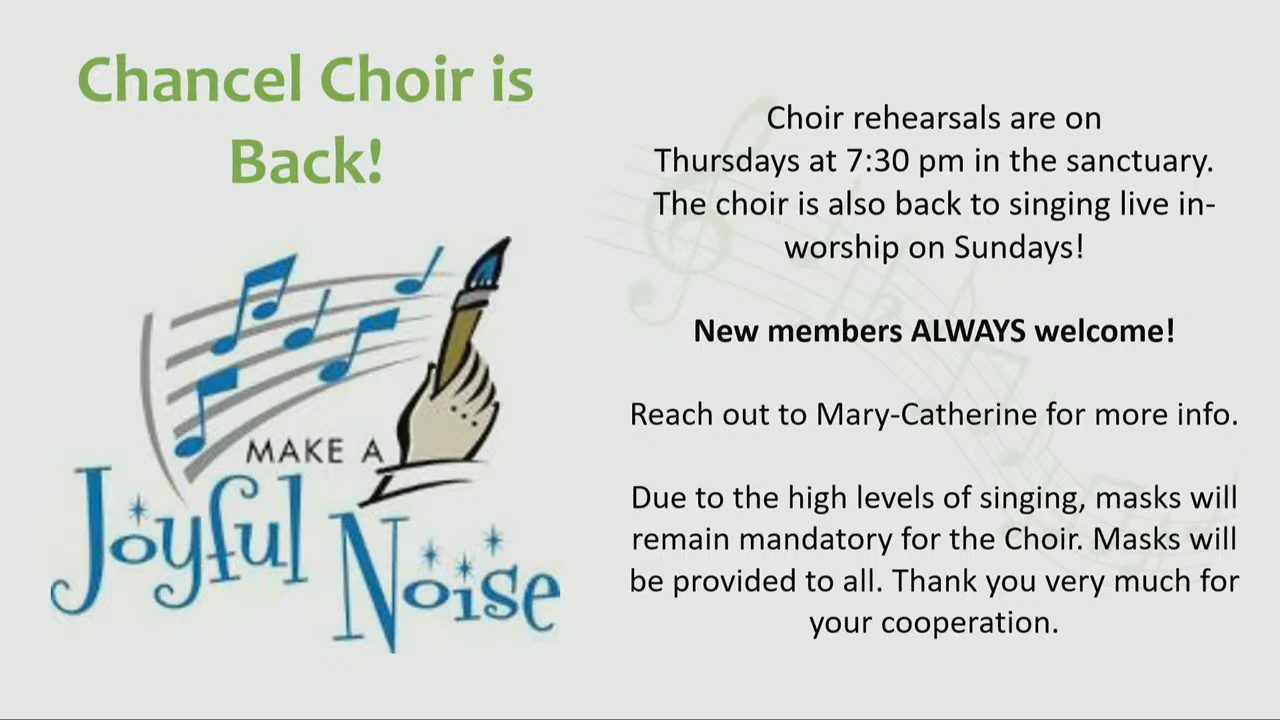 Chancel Choir is
Back!
MAKE A
Joyful Noise
Choir rehearsals are on
Thursdays at 7:30 pm in the sanctuary.
The choir is also back to singing live in-
worship on Sundays!
New members ALWAYS welcome!
Reach out to Mary-Catherine for more info.
Due to the high levels of singing, masks will
remain mandatory for the Choir. Masks will
be provided to all. Thank you very much for
your cooperation.